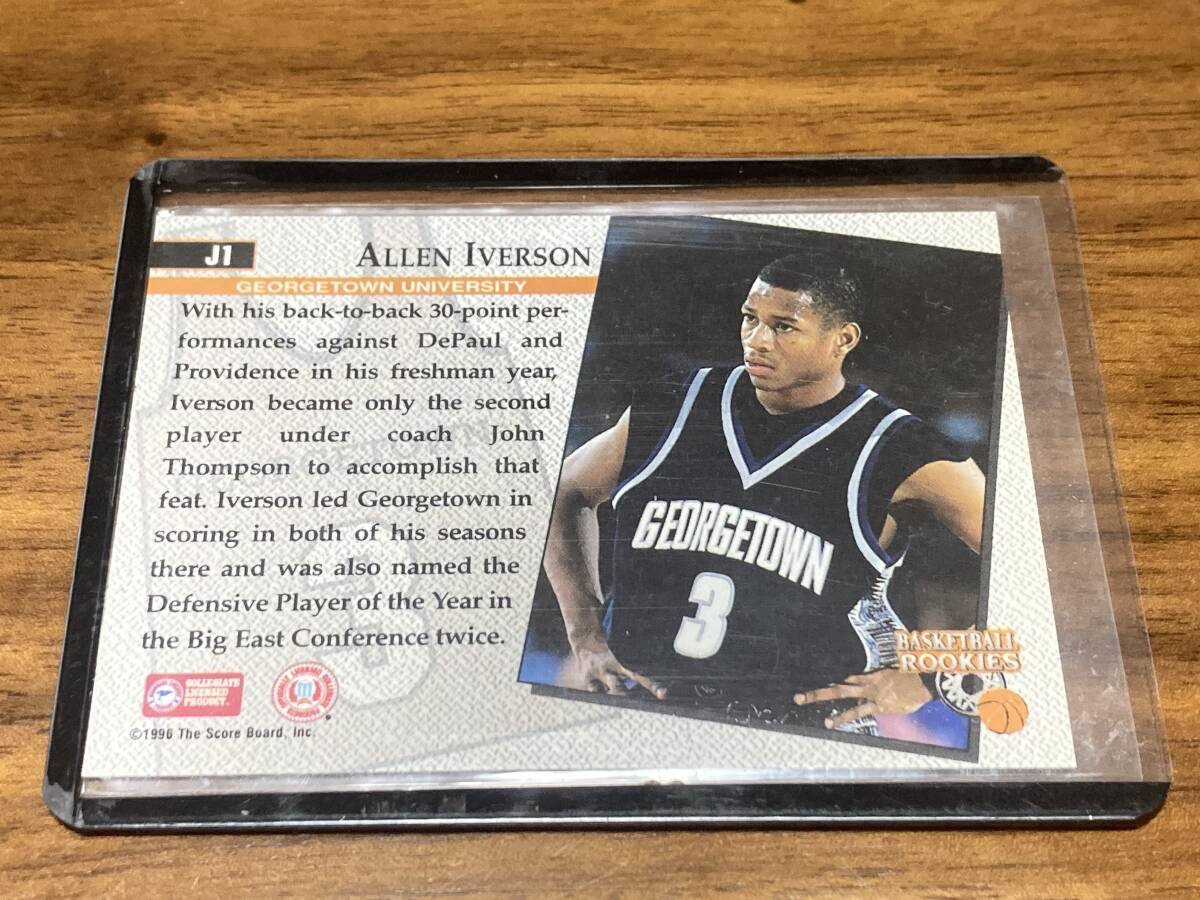 J1
ALLEN IVERSON
GEORGETOWN UNIVERSITY
With his back-to-back 30-point per-
formances against DePaul and
Providence in his freshman year,
Iverson became only the second
player under coach John
Thompson to accomplish that
feat. Iverson led Georgetown in
scoring in both of his seasons
there and was also named the
Defensive Player of the Year in
the Big East Conference twice.
COLLEGIATE
LICENSED
PRODUCT
©1996 The Score Board, Inc.
GEORGETOWN
3
BASKETBALL
ROOKIES